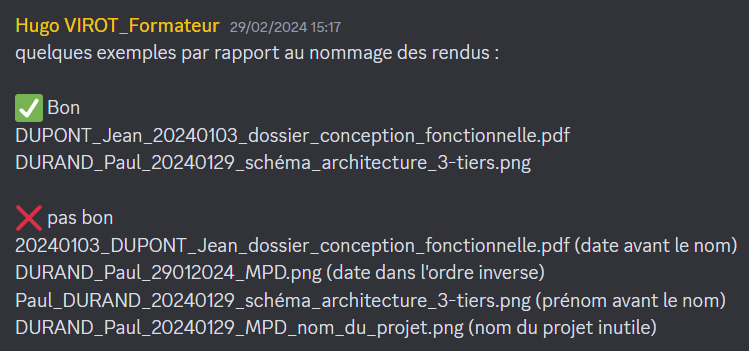 Hugo VIROT_Formateur 29/02/2024 15:17
quelques exemples par rapport au nommage des rendus :
✅ Bon
DUPONT_Jean_20240103_dossier_conception_fonctionnelle.pdf
DURAND_Paul_20240129_schéma_architecture_3-tiers.png
❌ pas bon
20240103_DUPONT_Jean_dossier_conception_fonctionnelle.pdf (date avant le nom)
DURAND_Paul_29012024_MPD.png (date dans l'ordre inverse)
Paul_DURAND_20240129_schéma_architecture_3-tiers.png (prénom avant le nom)
DURAND_Paul_20240129_MPD_nom_du_projet.png (nom du projet inutile)